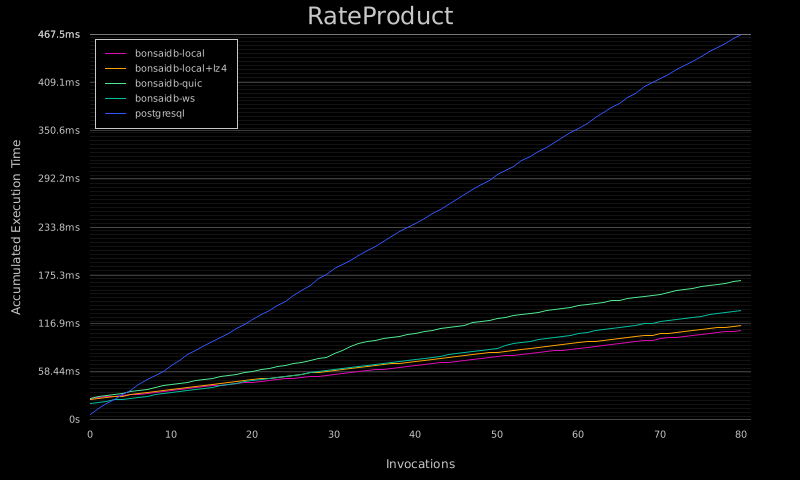 RateProduct
467.5ms
409.1ms
350.6ms
292.2ms
233.8ms
175.3ms
116.9ms
58.44ms
0s
bonsaidb-local
bonsaidb-local+lz4
bonsaidb-quic
bonsaidb-ws
postgresql
Accumulated Execution Time
0 10 20 30 40 50 60 70 80
Invocations